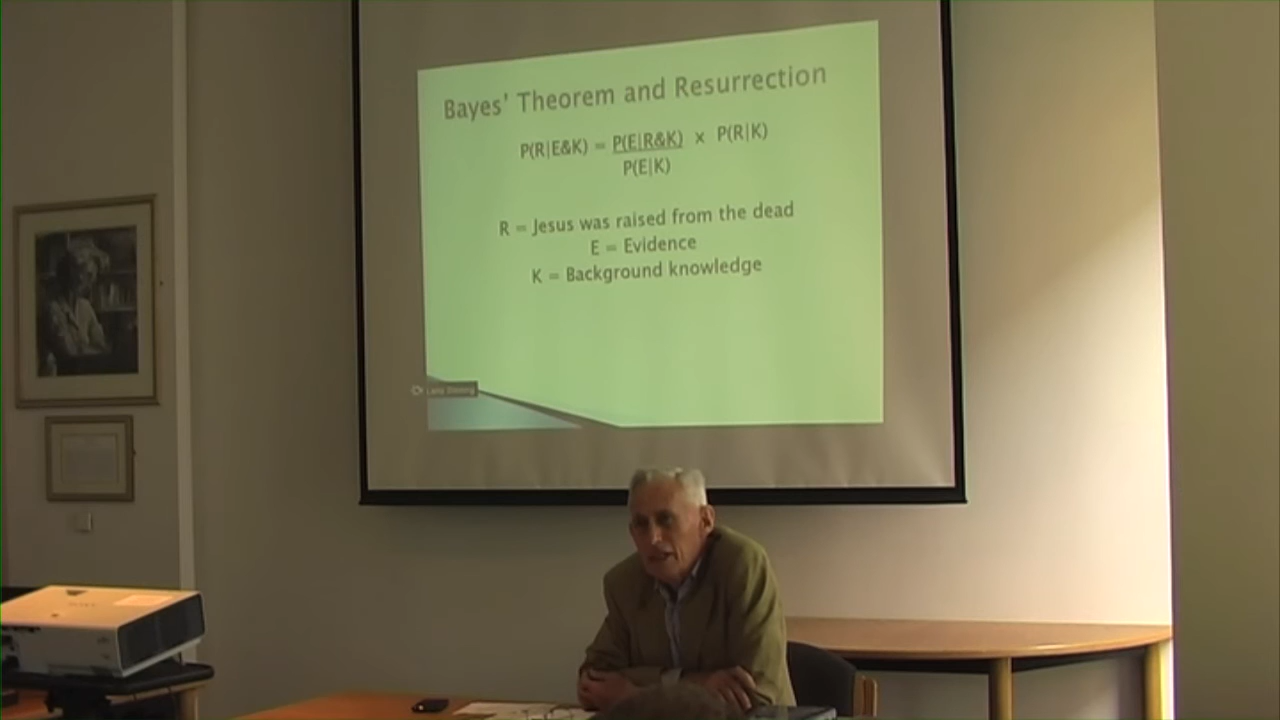 Bayes' Theorem and Resurrection
P(R|E&K) = P(E|R&K) × P(R|K)
P(E|K)
R = Jesus was raised from the dead
E = Evidence
K = Background knowledge